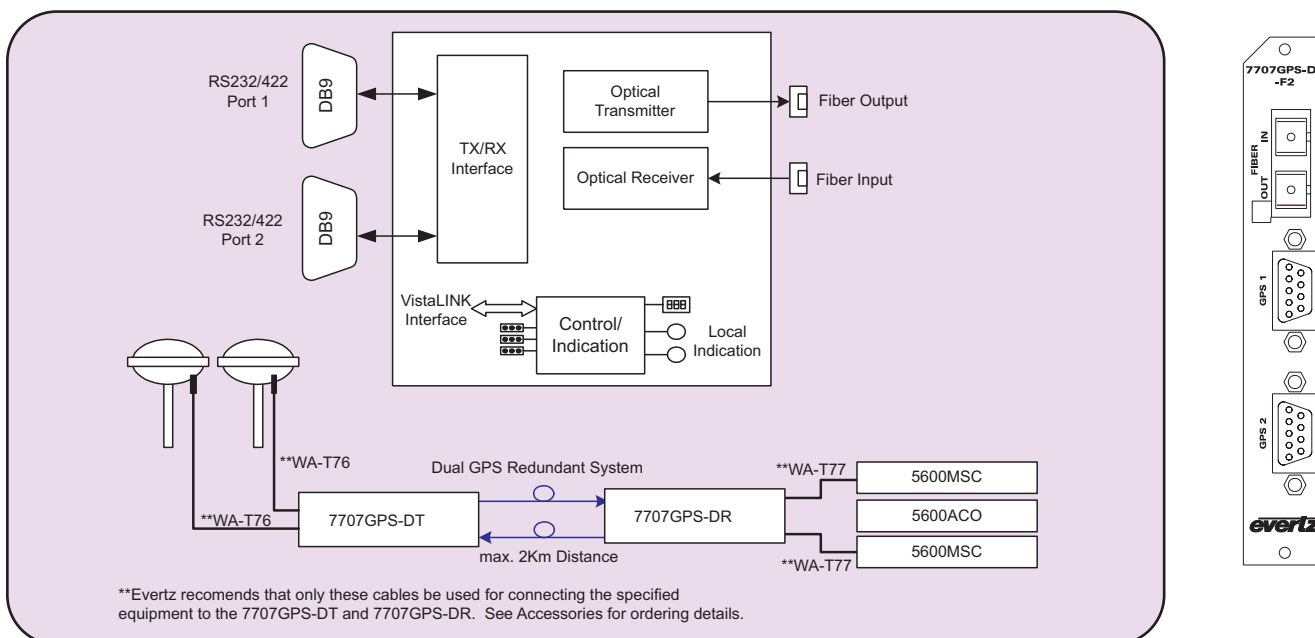 RS232/422
Port 1
DB9
RS232/422
Port 2
DB9
TX/RX
Interface
Optical
Transmitter
Fiber Output
Optical Receiver
Fiber Input
VistaLINK
Interface
Control/
Indication
Local
Indication
**WA-T76
**WA-T76
7707GPS-DT
Dual GPS Redundant System
max. 2Km Distance
7707GPS-DR
**WA-T77
**WA-T77
5600MSC
5600ACO
5600MSC
**Evertz recomends that only these cables be used for connecting the specified
equipment to the 7707GPS-DT and 7707GPS-DR. See Accessories for ordering details.
7707GPS-D
-F2
FIBER
IN
OUT
GPS 1
GPS 2
evertz